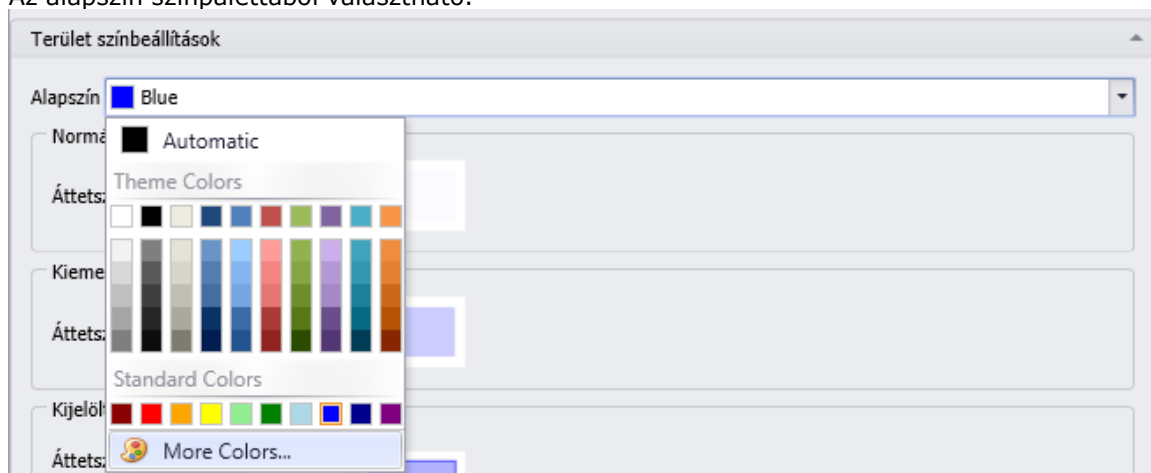 Az alapszín színpalettából választható:
Terület színbeállítások
Alapszín Blue
Automatic
Theme Colors
Standard Colors
More Colors...